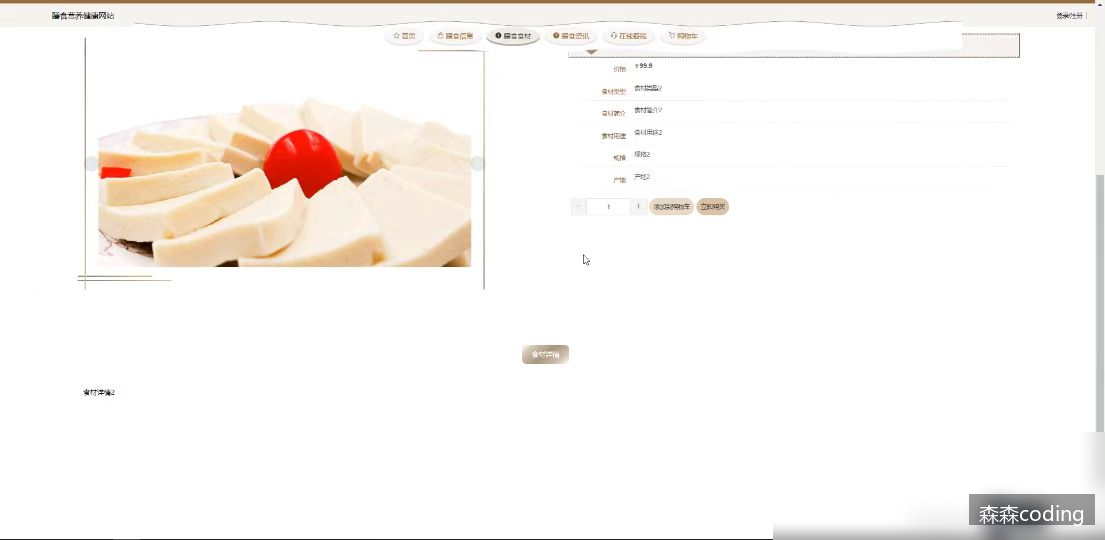 膳食营养健康网站
登录/注册
首页
膳食信息
膳食食材
膳食资讯
在线客服
购物车
价格 ￥99.9
食材类型 食材类型2
食材简介 食材简介2
食材用途 食材用途2
规格 规格2
产地 产地2
1
添加到购物车
立即购买
食材详情
食材详情2
森森coding